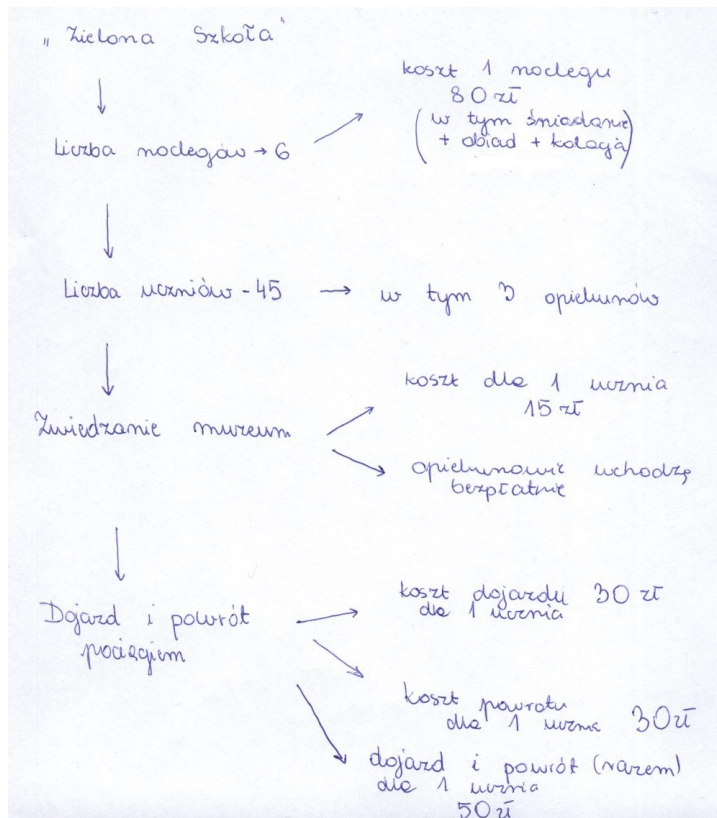 „Zielona Szkoła"
koszt 1 noclegu
80 zł
(w tym śniadanie
+ obiad + kolacja)
Liczba noclegów → 6
Liczba uczniów - 45 → w tym 3 opiekunów
Zwiedzanie muzeum
koszt dla 1 ucznia
15 zł
opiekunowie wchodzą
bezpłatnie
Dojazd i powrót
pociągiem
koszt dojazdu 30 zł
dla 1 ucznia
koszt powrotu
dla 1 ucznia 30 zł
dojazd i powrót (razem)
dla 1 ucznia
50 zł